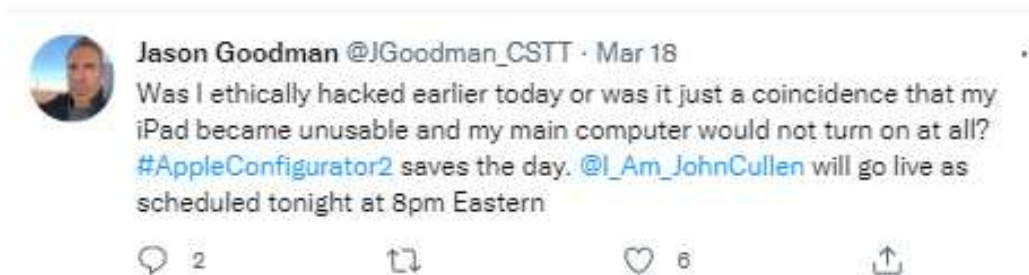 Jason Goodman @JGoodman_CSTT · Mar 18
Was I ethically hacked earlier today or was it just a coincidence that my
iPad became unusable and my main computer would not turn on at all?
#AppleConfigurator2 saves the day. @I_Am_JohnCullen will go live as
scheduled tonight at 8pm Eastern
2 6